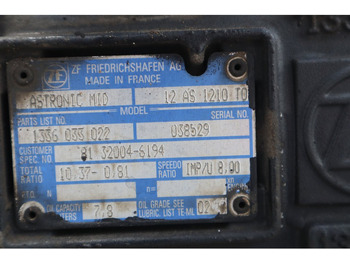 ZF FRIEDRICHSHAFEN AG
MADE IN FRANCE
ASTRONIC MID 12 AS 1210 TO
MODEL
PARTS LIST NO. SERIAL NO.
1336 033 022 038529
CUSTOMER SPEC. NO 81 32004-6194
TOTAL RATIO 10.37- 0.81 SPEEDO RATIO IMP/U 8.00
N n=
OIL CAPACITY LITERS 7,8 OIL GRADE SEE LUBRIC. LIST TE-ML 02